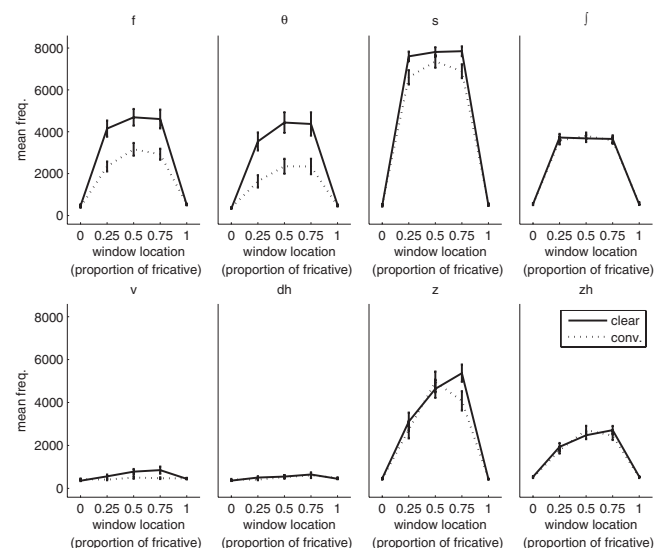 f θ s ʃ
8000
6000
4000
2000
0
mean freq.
0 0.25 0.5 0.75 1 0 0.25 0.5 0.75 1 0 0.25 0.5 0.75 1 0 0.25 0.5 0.75 1
window location window location window location window location
(proportion of fricative) (proportion of fricative) (proportion of fricative) (proportion of fricative)
v dh z zh
8000
6000
4000
2000
0
mean freq.
clear
conv.
0 0.25 0.5 0.75 1 0 0.25 0.5 0.75 1 0 0.25 0.5 0.75 1 0 0.25 0.5 0.75 1
window location window location window location window location
(proportion of fricative) (proportion of fricative) (proportion of fricative) (proportion of fricative)